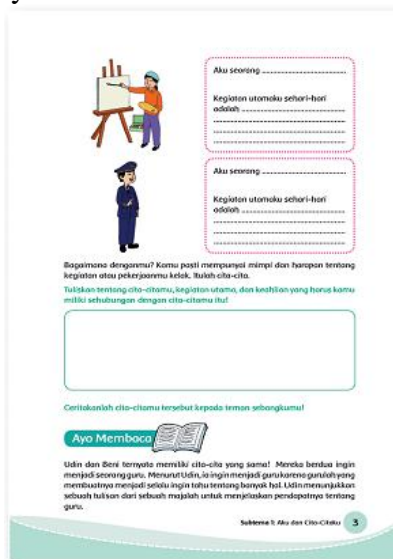 Aku seorang
Kegiatan utamaku sehari-hari
adalah
Aku seorang
Kegiatan utamaku sehari-hari
adalah
Bagaimana denganmu? Kamu pasti mempunyai mimpi dan harapan tentang
kegiatan atau pekerjaanmu kelak. Itulah cita-cita.
Tuliskan tentang cita-citamu, kegiatan utama, dan keahlian yang harus kamu
miliki sehubungan dengan cita-citamu itu!
Ceritakanlah cita-citamu tersebut kepada teman sebangkumu!
Ayo Membaca
Udin dan Beni ternyata memiliki cita-cita yang sama! Mereka berdua ingin
menjadi seorang guru. Menurut Udin, ia ingin menjadi guru karena gurulah yang
membuatnya menjadi selalu ingin tahu tentang banyak hal. Udin menunjukkan
sebuah tulisan dari sebuah majalah untuk menjelaskan pendapatnya tentang
guru.
Subtema 1: Aku dan Cita-Citaku 3